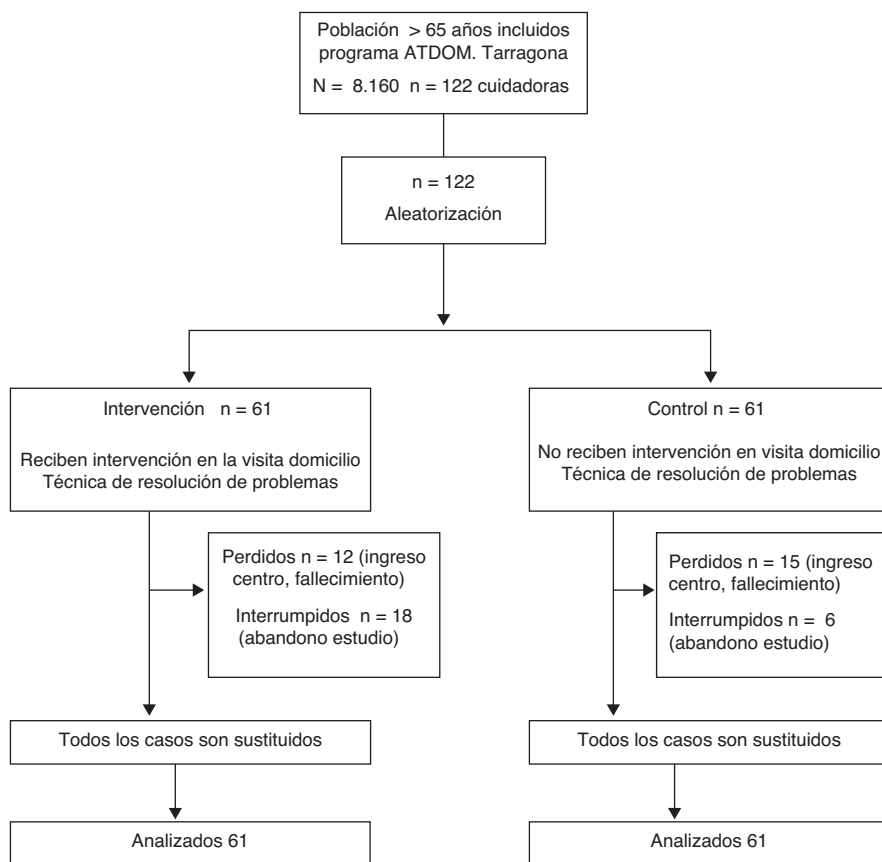 Población > 65 años incluidos
programa ATDOM. Tarragona
N = 8.160 n = 122 cuidadoras
n = 122
Aleatorización
Intervención n = 61
Reciben intervención en la visita domicilio
Técnica de resolución de problemas
Control n = 61
No reciben intervención en visita domicilio
Técnica de resolución de problemas
Perdidos n = 12 (ingreso
centro, fallecimiento)
Interrumpidos n = 18
(abandono estudio)
Perdidos n = 15 (ingreso
centro, fallecimiento)
Interrumpidos n = 6
(abandono estudio)
Todos los casos son sustituidos
Todos los casos son sustituidos
Analizados 61
Analizados 61